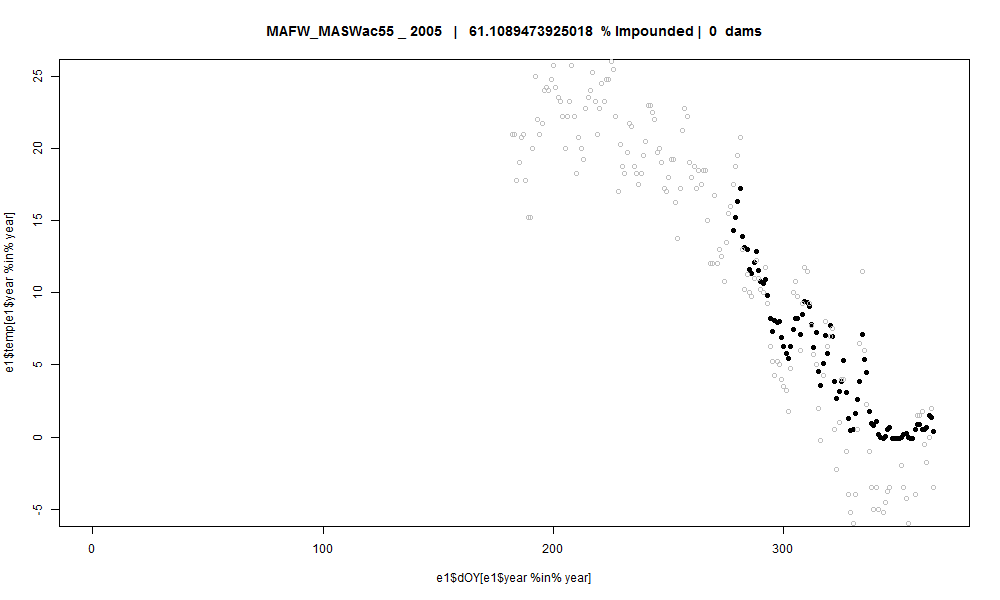 MAFW_MASWac55 _ 2005 | 61.1089473925018 % Impounded | 0 dams
25
20
15
10
5
0
-5
e1$temp[e1$year %in% year]
0 100 200 300
e1$dOY[e1$year %in% year]